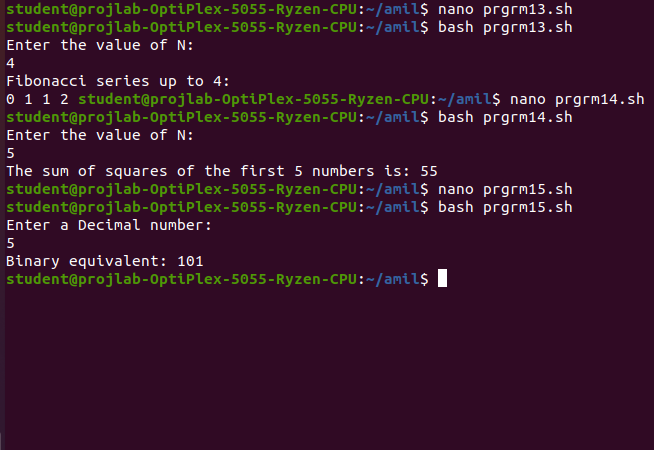 student@projlab-OptiPlex-5055-Ryzen-CPU:~/amil$ nano prgrm13.sh
student@projlab-OptiPlex-5055-Ryzen-CPU:~/amil$ bash prgrm13.sh
Enter the value of N:
4
Fibonacci series up to 4:
0 1 1 2 student@projlab-OptiPlex-5055-Ryzen-CPU:~/amil$ nano prgrm14.sh
student@projlab-OptiPlex-5055-Ryzen-CPU:~/amil$ bash prgrm14.sh
Enter the value of N:
5
The sum of squares of the first 5 numbers is: 55
student@projlab-OptiPlex-5055-Ryzen-CPU:~/amil$ nano prgrm15.sh
student@projlab-OptiPlex-5055-Ryzen-CPU:~/amil$ bash prgrm15.sh
Enter a Decimal number:
5
Binary equivalent: 101
student@projlab-OptiPlex-5055-Ryzen-CPU:~/amil$